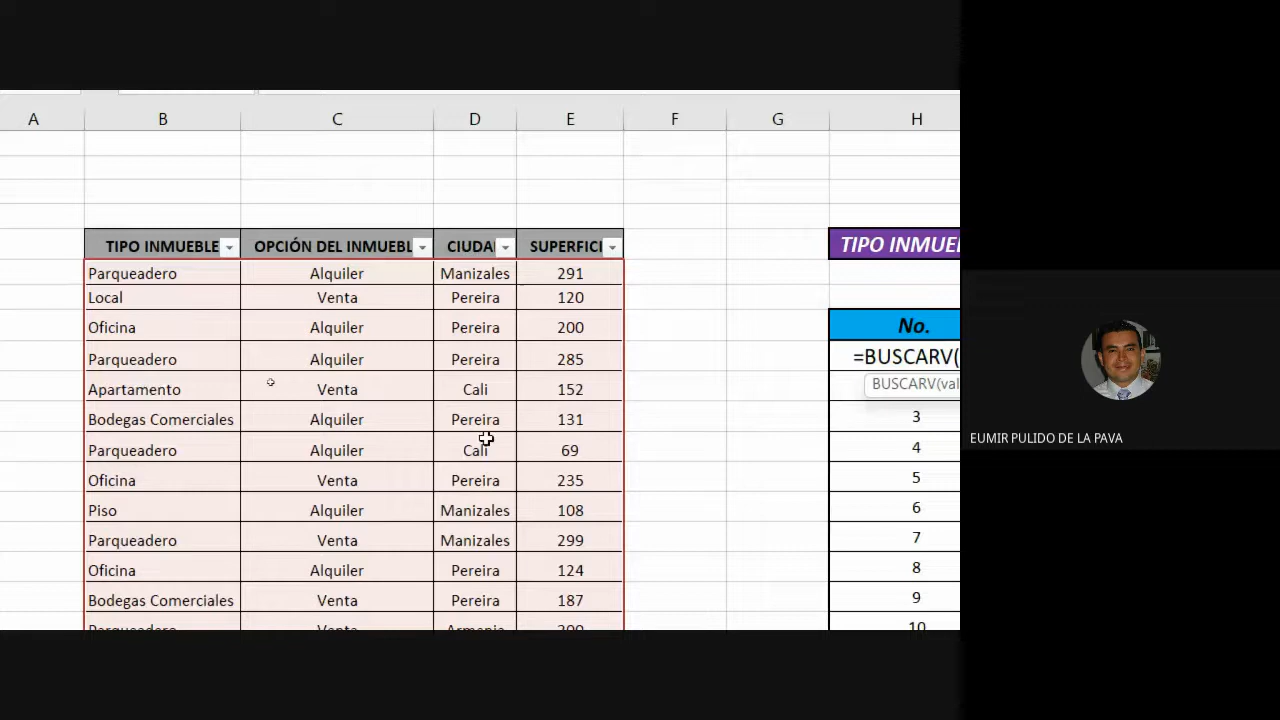 A B C D E F G H
TIPO INMUEBLE OPCIÓN DEL INMUEBL CIUDA SUPERFICI
Parqueadero Alquiler Manizales 291
Local Venta Pereira 120
Oficina Alquiler Pereira 200
Parqueadero Alquiler Pereira 285
Apartamento Venta Cali 152
Bodegas Comerciales Alquiler Pereira 131
Parqueadero Alquiler Cali 69
Oficina Venta Pereira 235
Piso Alquiler Manizales 108
Parqueadero Venta Manizales 299
Oficina Alquiler Pereira 124
Bodegas Comerciales Venta Pereira 187
Parqueadero Venta Armenia 200
TIPO INMUE
No.
=BUSCARV(
BUSCARV(val
3
4
5
6
7
8
9
10
EUMIR PULIDO DE LA PAVA